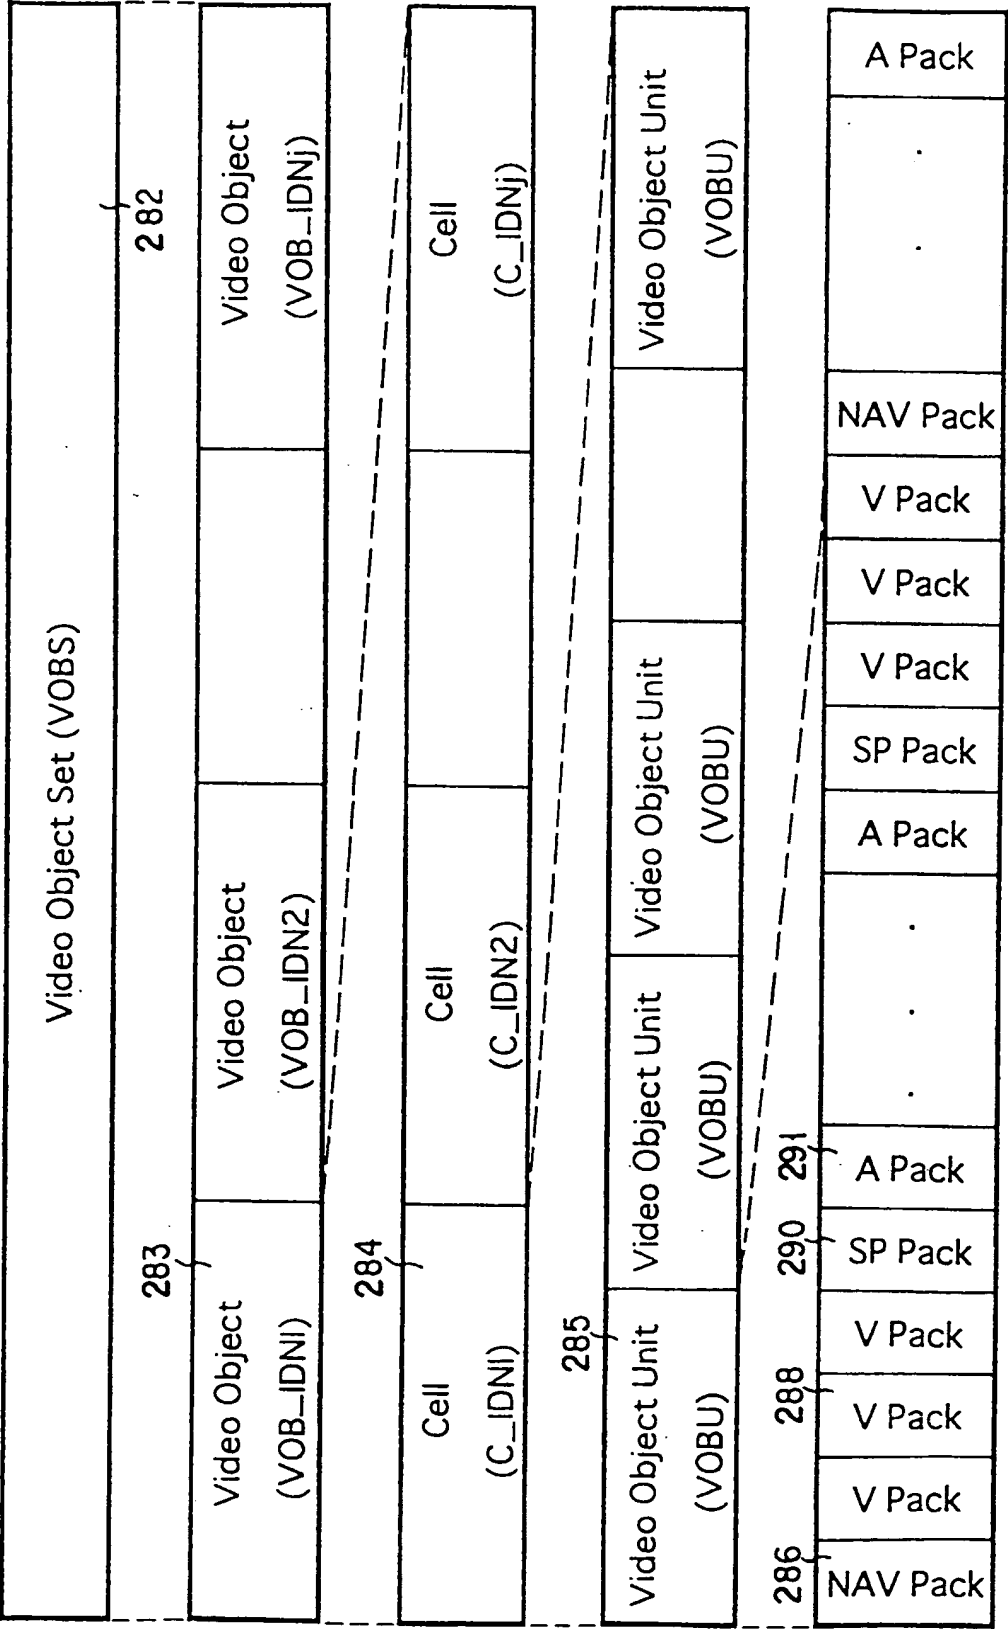 Video Object Set (VOBS)
282
283
Video Object
(VOB_IDN1)
Video Object
(VOB_IDN2)
Video Object
(VOB_IDNj)
284
Cell
(C_IDN1)
Cell
(C_IDN2)
Cell
(C_IDNj)
285
Video Object Unit
(VOBU)
Video Object Unit
(VOBU)
Video Object Unit
(VOBU)
Video Object Unit
(VOBU)
286
288
290
291
NAV Pack
V Pack
V Pack
V Pack
SP Pack
A Pack
. . .
A Pack
SP Pack
V Pack
V Pack
V Pack
NAV Pack
. .
A Pack